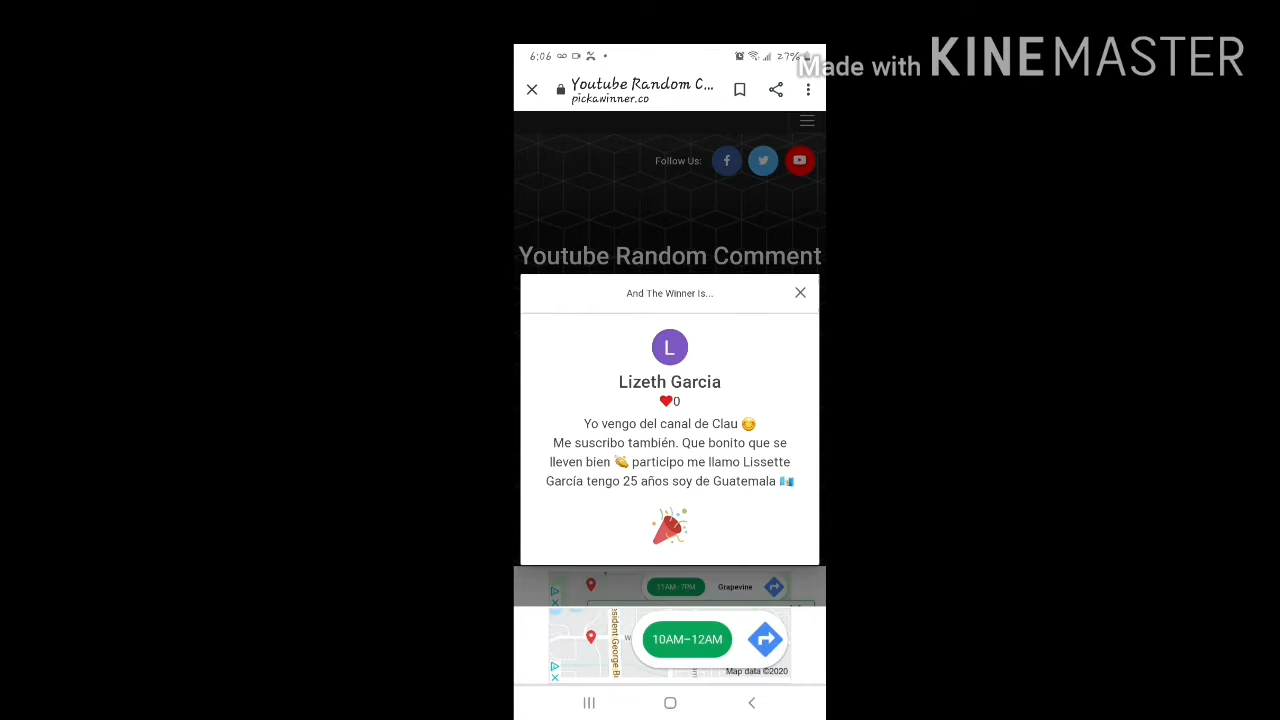 Made with KINEMASTER
6:06
27%
Youtube Random C...
pickawinner.co
Follow Us:
Youtube Random Comment
And The Winner Is...
L
Lizeth Garcia
❤0
Yo vengo del canal de Clau 😊
Me suscribo también. Que bonito que se
lleven bien 👏 participo me llamo Lissette
García tengo 25 años soy de Guatemala 🇬🇹
11AM–7PM
Grapevine
10AM–12AM
Map data ©2020